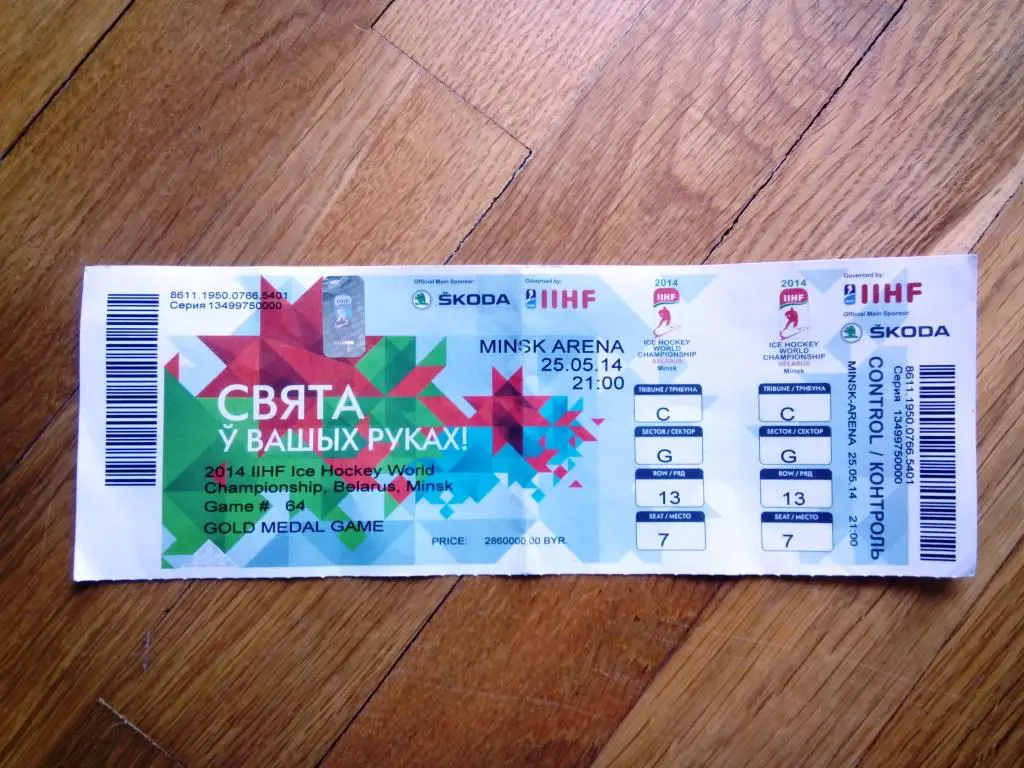 8611.1950.0766.5401
Серия 13499750000
IIHF
Official Main Sponsor:
ŠKODA
Governed by:
IIHF
MINSK ARENA
25.05.14
21:00
СВЯТА
Ў ВАШЫХ РУКАХ!
2014 IIHF Ice Hockey World
Championship, Belarus, Minsk
Game # 64
GOLD MEDAL GAME
PRICE: 2860000.00 BYR.
2014
IIHF
ICE HOCKEY
WORLD
CHAMPIONSHIP
BELARUS
Minsk
TRIBUNE / ТРИБУНА
C
SECTOR / СЕКТОР
G
ROW / РЯД
13
SEAT / МЕСТО
7
2014
IIHF
ICE HOCKEY
WORLD
CHAMPIONSHIP
BELARUS
Minsk
TRIBUNE / ТРИБУНА
C
SECTOR / СЕКТОР
G
ROW / РЯД
13
SEAT / МЕСТО
7
Governed by:
IIHF
Official Main Sponsor:
ŠKODA
8611.1950.0766.5401
Серия 13499750000
CONTROL / КОНТРОЛЬ
MINSK-ARENA 25.05.14 21:00